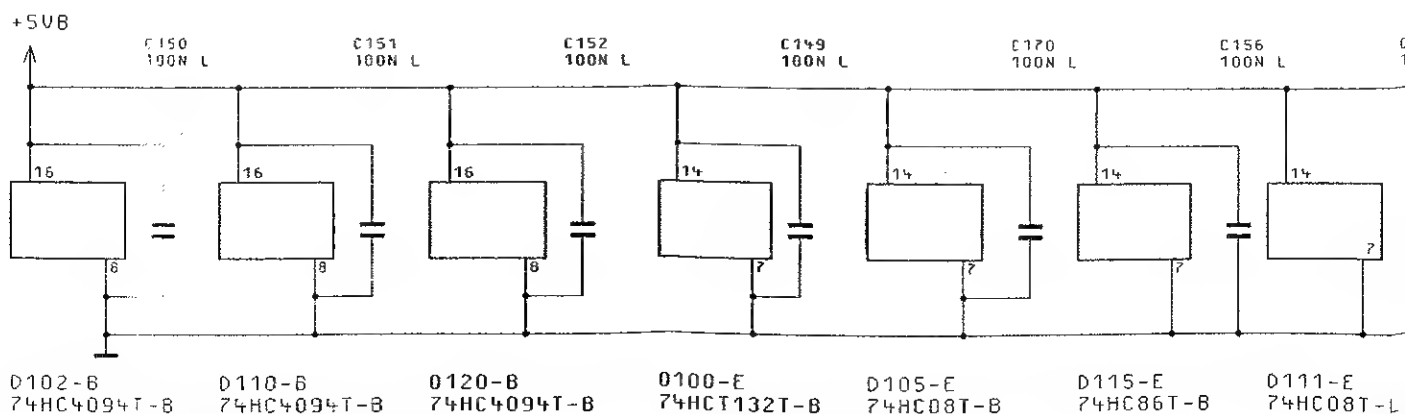 +5VB
C150
100N L
C151
100N L
C152
100N L
C149
100N L
C170
100N L
C156
100N L
16
16
16
14
14
14
14
8
8
8
7
7
7
7
D102-B
74HC4094T-B
D110-B
74HC4094T-B
D120-B
74HC4094T-B
D100-E
74HCT132T-B
D105-E
74HC08T-B
D115-E
74HC86T-B
D111-E
74HC08T-L